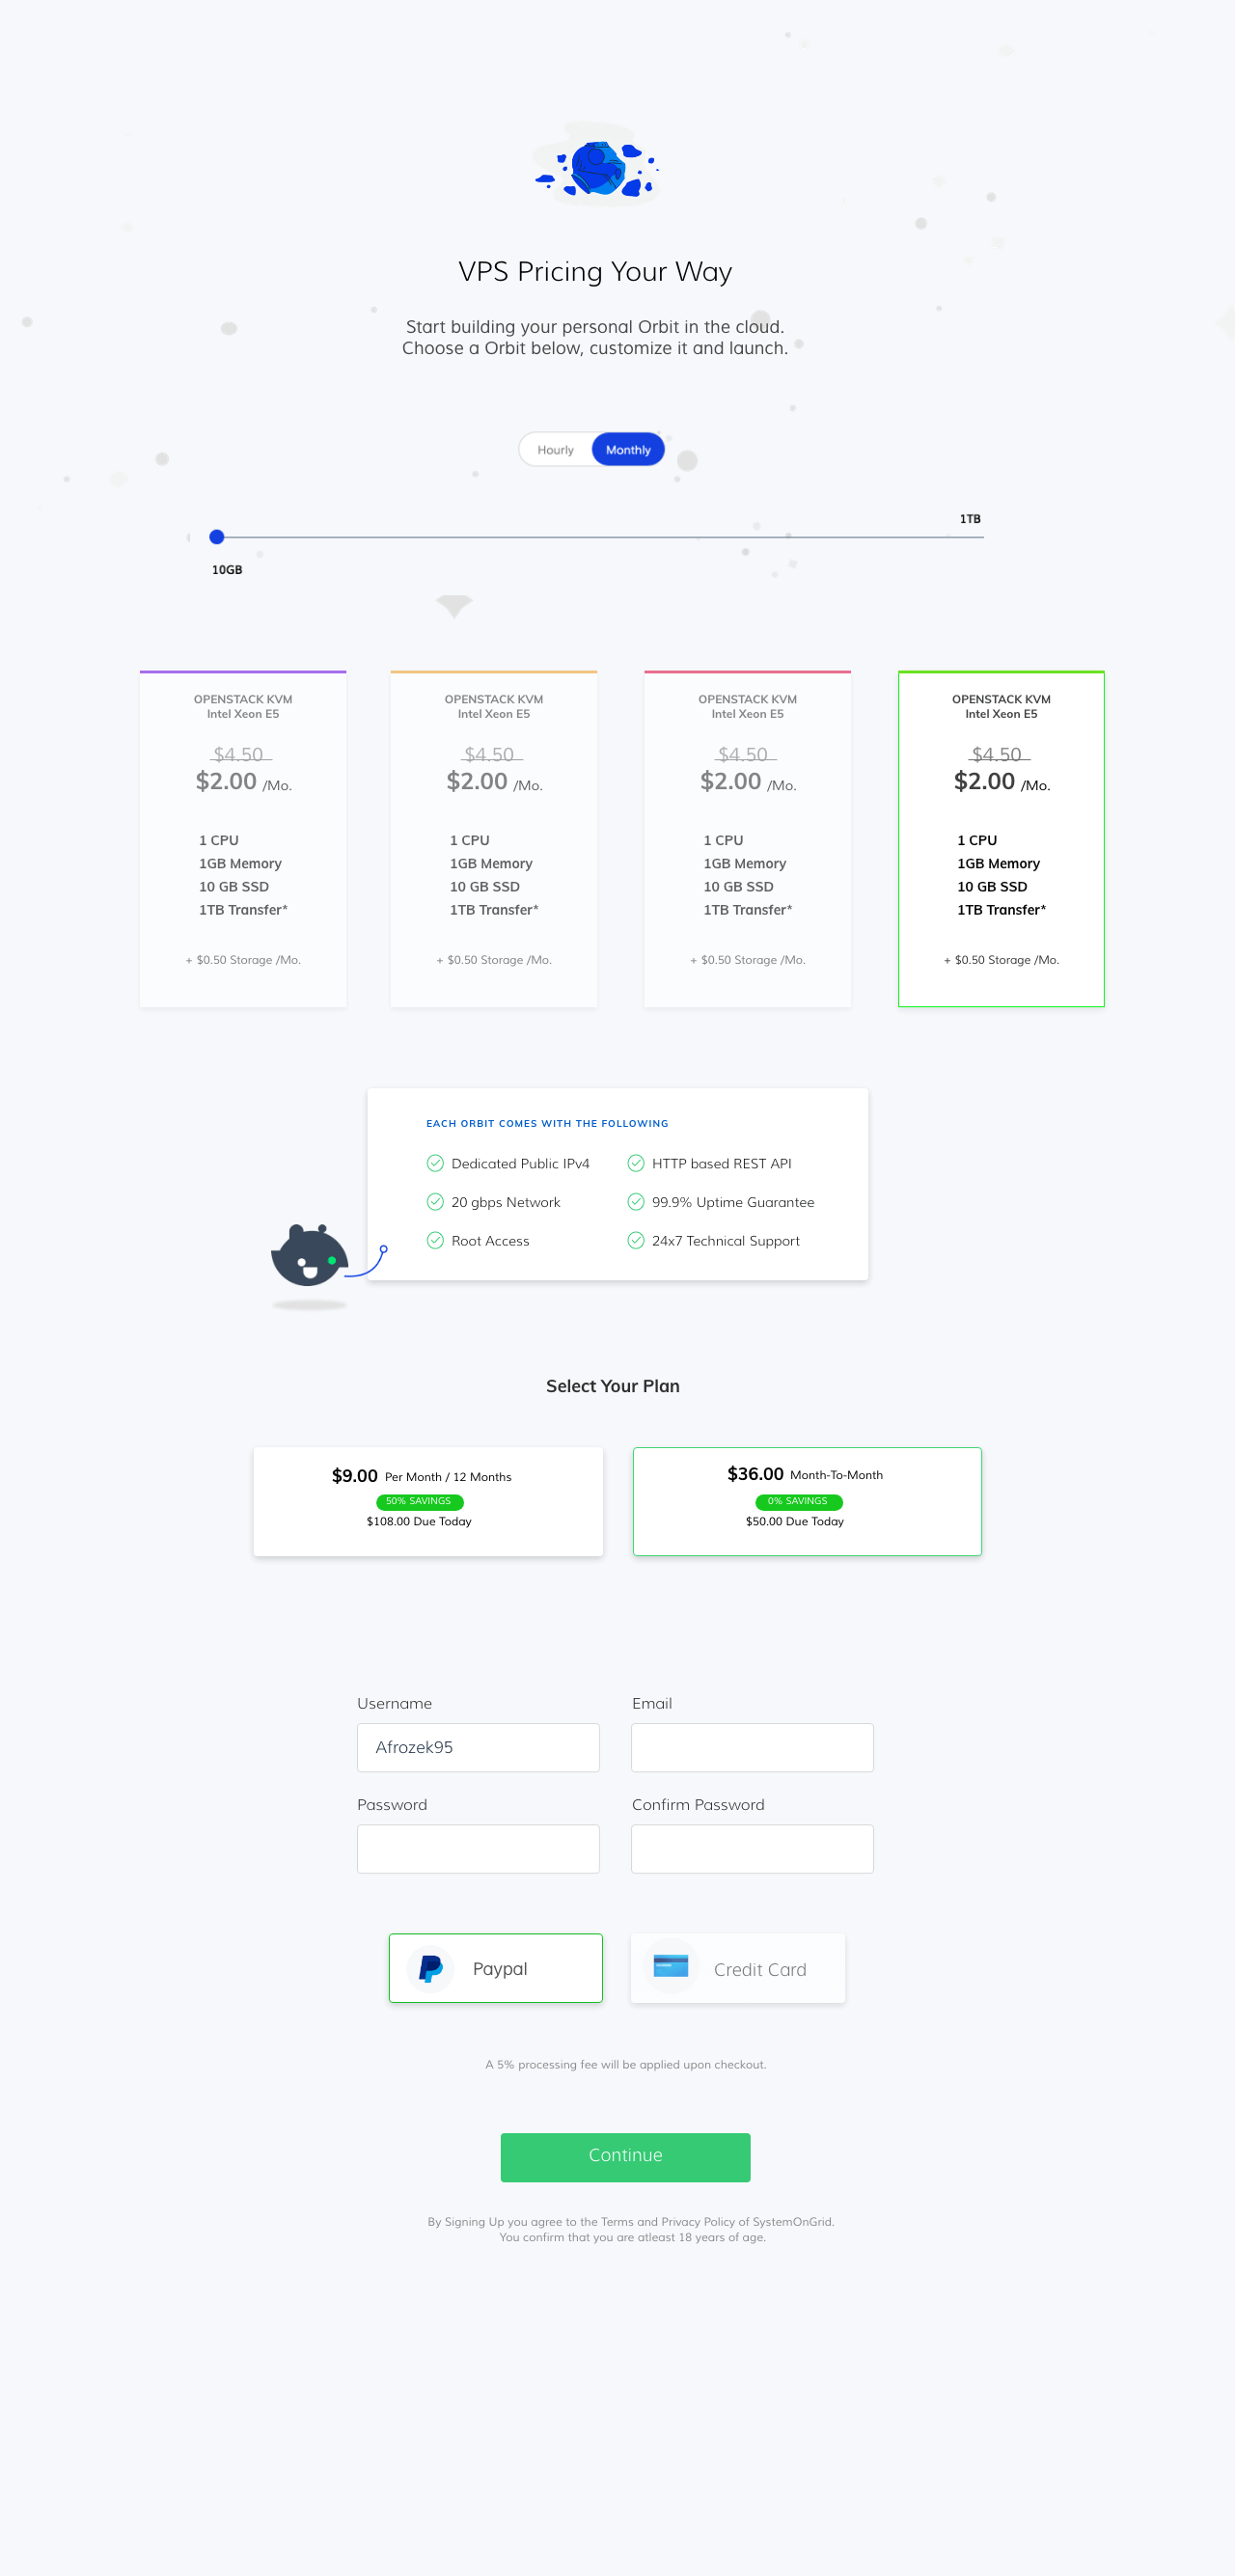 VPS Pricing Your Way
Start building your personal Orbit in the cloud.
Choose a Orbit below, customize it and launch.
Hourly Monthly
1TB
10GB
OPENSTACK KVM
Intel Xeon E5
$4.50
$2.00 /Mo.
1 CPU
1GB Memory
10 GB SSD
1TB Transfer*
+ $0.50 Storage /Mo.
OPENSTACK KVM
Intel Xeon E5
$4.50
$2.00 /Mo.
1 CPU
1GB Memory
10 GB SSD
1TB Transfer*
+ $0.50 Storage /Mo.
OPENSTACK KVM
Intel Xeon E5
$4.50
$2.00 /Mo.
1 CPU
1GB Memory
10 GB SSD
1TB Transfer*
+ $0.50 Storage /Mo.
OPENSTACK KVM
Intel Xeon E5
$4.50
$2.00 /Mo.
1 CPU
1GB Memory
10 GB SSD
1TB Transfer*
+ $0.50 Storage /Mo.
EACH ORBIT COMES WITH THE FOLLOWING
Dedicated Public IPv4
HTTP based REST API
20 gbps Network
99.9% Uptime Guarantee
Root Access
24x7 Technical Support
Select Your Plan
$9.00 Per Month / 12 Months
50% SAVINGS
$108.00 Due Today
$36.00 Month-To-Month
0% SAVINGS
$50.00 Due Today
Username
Email
Afrozek95
Password
Confirm Password
Paypal
Credit Card
A 5% processing fee will be applied upon checkout.
Continue
By Signing Up you agree to the Terms and Privacy Policy of SystemOnGrid.
You confirm that you are atleast 18 years of age.